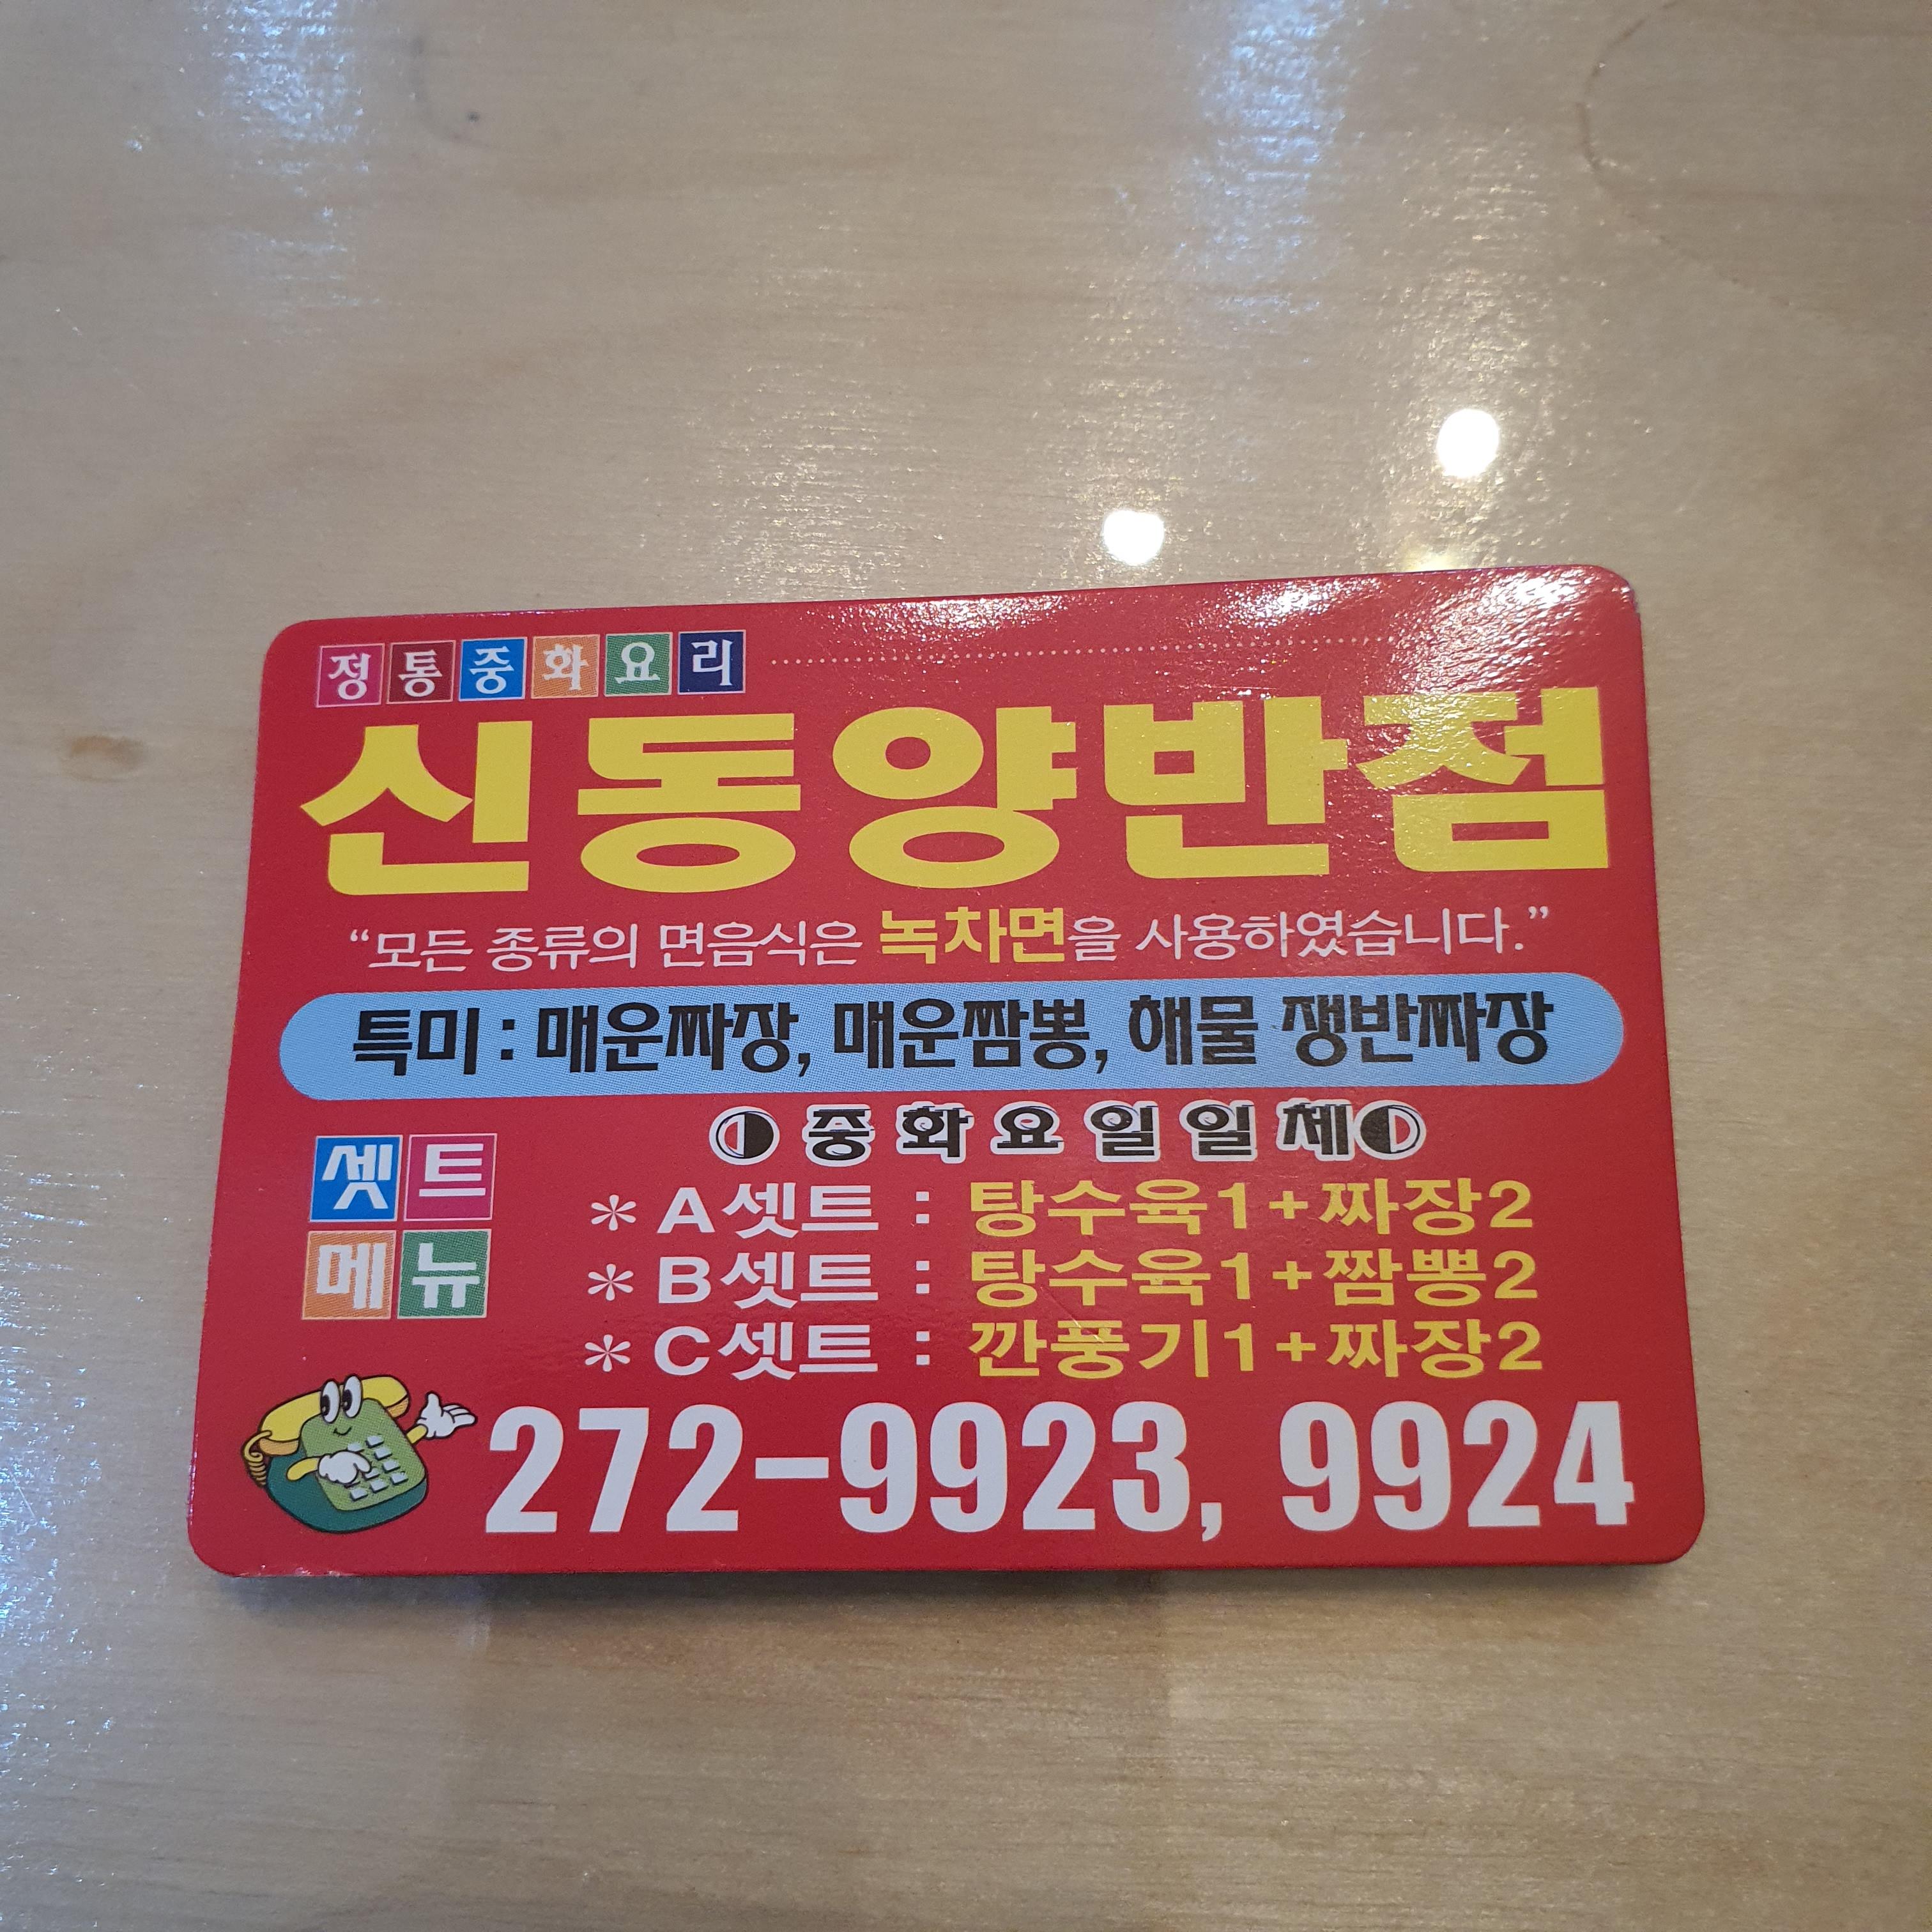 정통중화요리
신동양반점
“모든 종류의 면음식은 녹차면을 사용하였습니다.”
특미 : 매운짜장, 매운짬뽕, 해물 쟁반짜장
중화요일일체
셋트
메뉴
* A셋트 : 탕수육1+짜장2
* B셋트 : 탕수육1+짬뽕2
* C셋트 : 깐풍기1+짜장2
272-9923, 9924